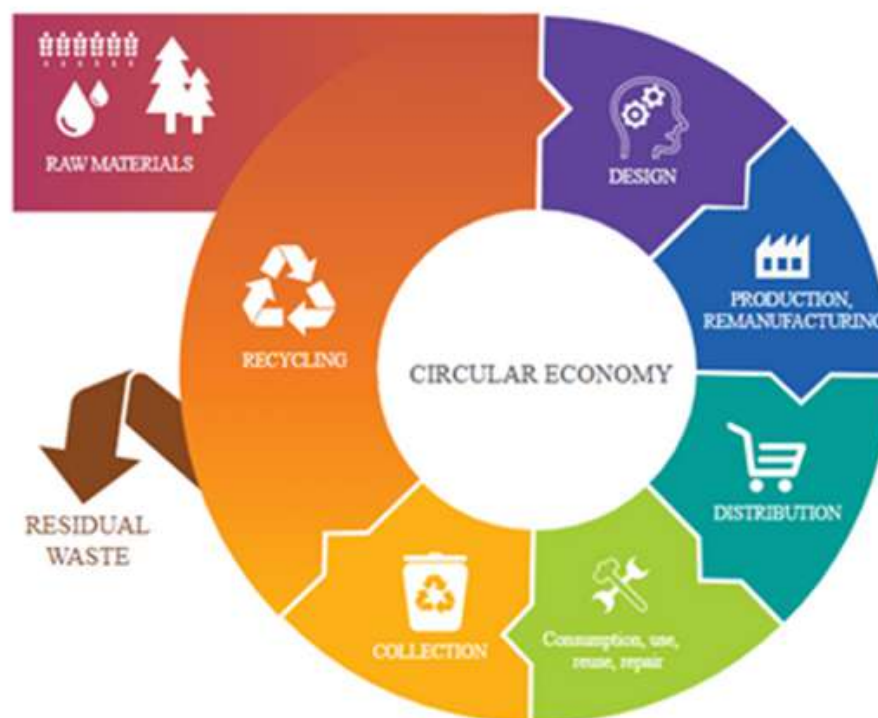 RAW MATERIALS
DESIGN
PRODUCTION,
REMANUFACTURING
RECYCLING
CIRCULAR ECONOMY
DISTRIBUTION
RESIDUAL
WASTE
COLLECTION
Consumption, use,
reuse, repair